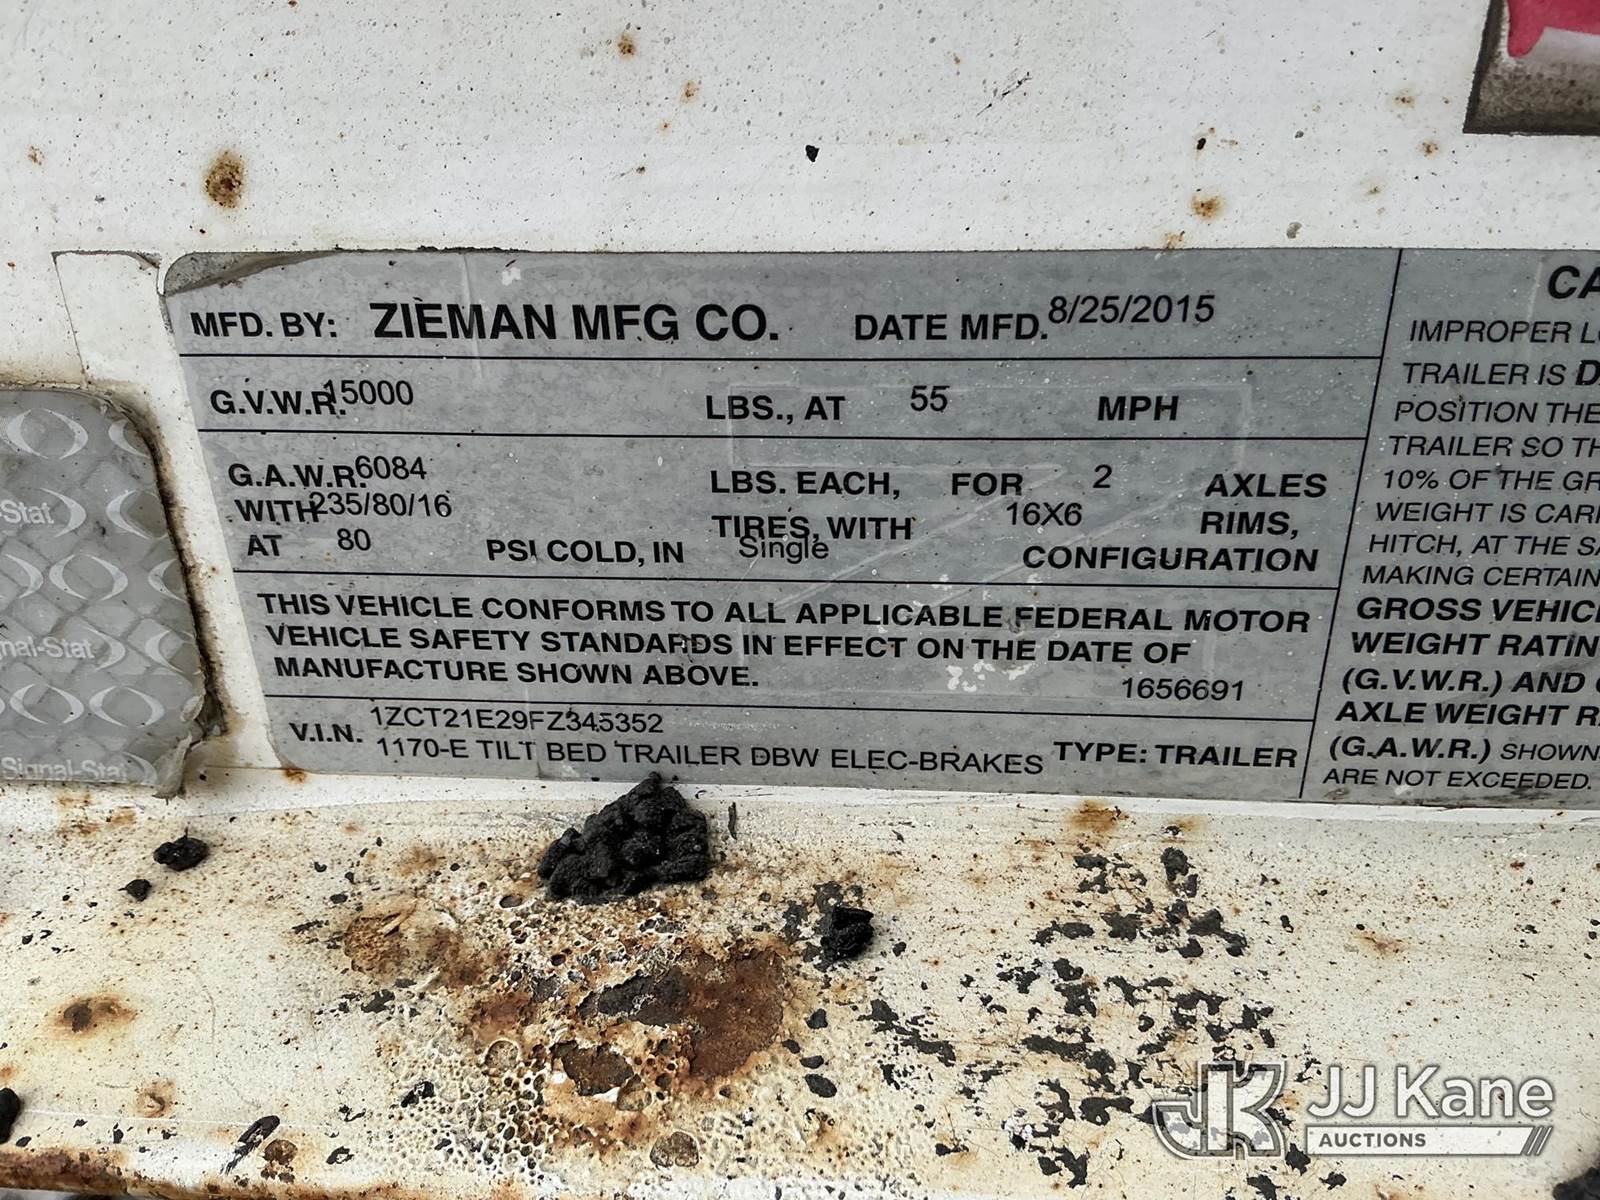 MFD. BY: ZIEMAN MFG CO. DATE MFD. 8/25/2015
G.V.W.R. 15000 LBS., AT 55 MPH
G.A.W.R. 6084 LBS. EACH, FOR 2 AXLES
WITH 235/80/16 TIRES, WITH 16X6 RIMS,
AT 80 PSI COLD, IN Single CONFIGURATION
THIS VEHICLE CONFORMS TO ALL APPLICABLE FEDERAL MOTOR
VEHICLE SAFETY STANDARDS IN EFFECT ON THE DATE OF
MANUFACTURE SHOWN ABOVE. 1656691
V.I.N. 1ZCT21E29FZ345352
1170-E TILT BED TRAILER DBW ELEC-BRAKES TYPE: TRAILER
IMPROPER
TRAILER IS
POSITION THE
TRAILER SO
10% OF THE
WEIGHT IS
HITCH, AT THE
MAKING CERTAIN
GROSS
WEIGHT
(G.V.W.R.) AND
AXLE WEIGHT
(G.A.W.R.) SHOWN
ARE NOT EXCEEDED.
-Stat
nal-Stat
Signal-Stat
JK JJ Kane
AUCTIONS